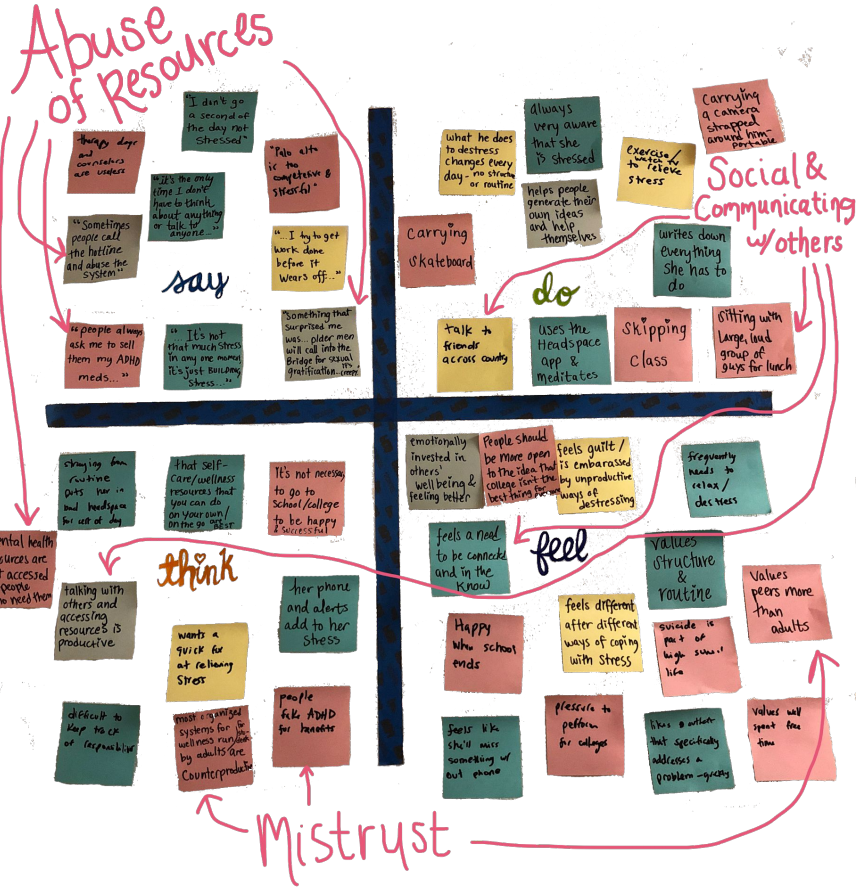 Abuse
of Resources
"I don't go
a second of
the day not
stressed"
therapy dogs
and
counselors
are useless
"It's the only
time I don't
have to think
about anything
or talk to
anyone..."
"Palo alto
is too
competetive &
stressful"
"Sometimes
people call
the hotline
and abuse the
system"
"...I try to get
work done
before it
wears off..."
say
"people always
ask me to sell
them my ADHD
meds..."
"...It's not
that much stress
in any one moment,
it's just BUILDING
Stress..."
"Something that
surprised me
was... older men
will call into the
Bridge for sexual
gratification-
what he does
to destress
changes every
day - no structure
or routine
always
very aware
that she
is stressed
exercise/
watch tv
to relieve
stress
Carrying
a camera
strapped
around him-
portable
Social &
Communicating
w/others
helps people
generate their
own ideas
and help
themselves
Carrying
skateboard
writes down
everything
she has to
do
do
talk to
friends
across country
uses the
Headspace
app &
meditates
Skipping
Class
Sitting with
large, loud
group of
guys for lunch
straying from
routine
puts her in
bad headspace
for rest of day
that self-
care/wellness
resources that
you can do
on your own/
on the go are BEST
it's not necessary
to go to
School/college
to be happy
& successful
ental health
ources are
t accessed
people
o need them
think
talking with
others and
accessing
resources is
productive
her phone
and alerts
add to her
Stress
wants a
quick fix
at relieving
Stress
difficult to
keep track
of responsibilities
most organized
systems for
wellness run
by adults are
Counterproductive
people
fake ADHD
for benefits
emotionally
invested in
others'
well being &
feeling better
People should
be more open
to the idea that
college isn't the
best thing for
feels guilt/
is embarassed
by unproductive
ways of
destressing
frequently
needs to
relax/
destress
feels a need
to be connected
and in the
know
feel
values
structure
&
routine
Values
peers more
than
adults
Happy
when school
ends
feels different
after different
ways of coping
with Stress
suicide is
part of
high school
life
feels like
she'll miss
something w/
out phone
pressure to
perform
for colleges
likes
that specifically
addresses a
problem - quickly
values well
spent free
time
Mistrust